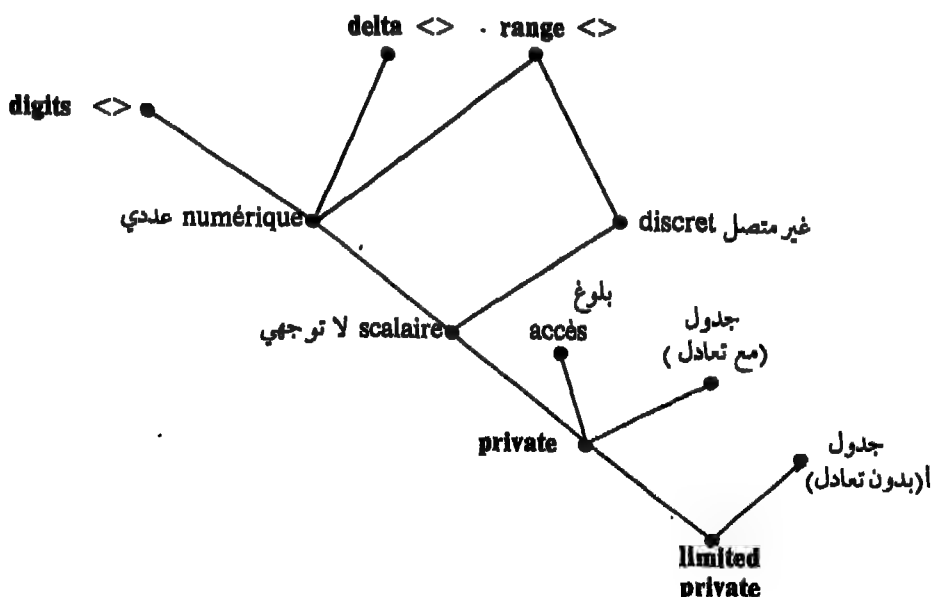 delta <> range <>
digits <>
عددي numérique
discret غير متصل
بلوغ
accès
جدول
(مع تعادل)
لا توجهي scalaire
private
جدول
أ(بدون تعادل)
limited
private